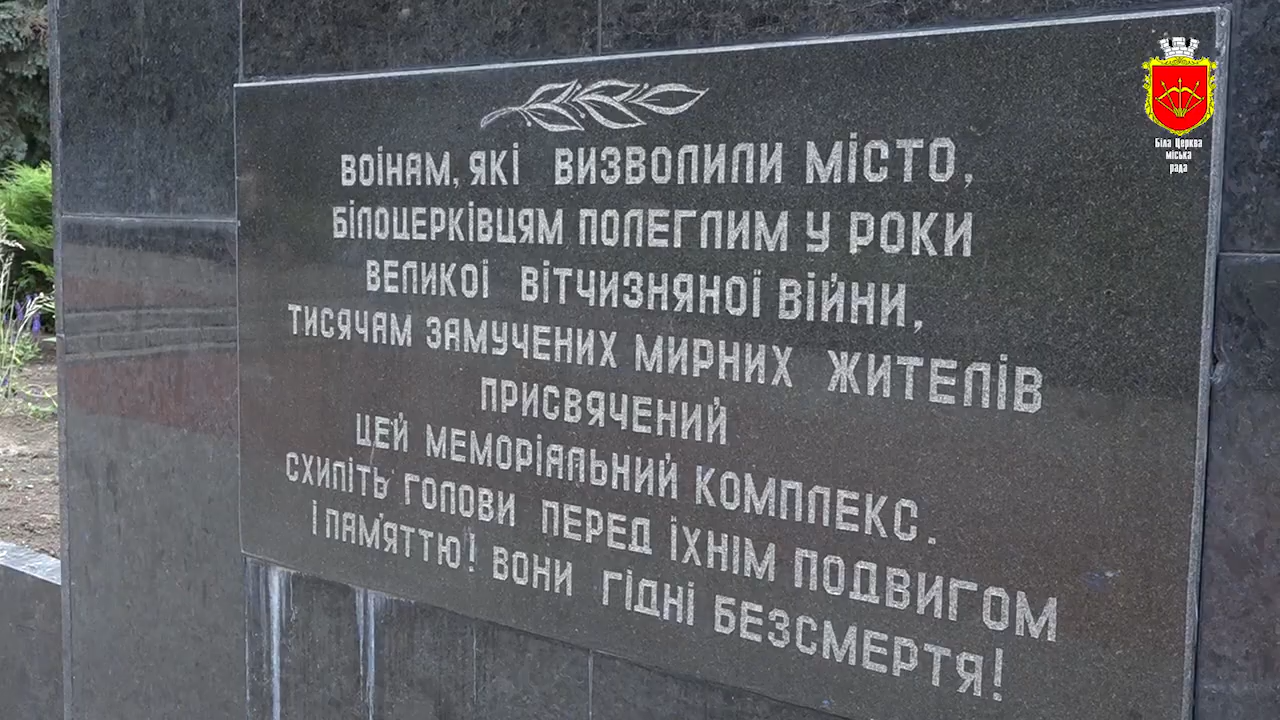 ВОІНАМ, ЯКІ ВИЗВОЛИЛИ МІСТО,
БІЛОЦЕРКІВЦЯМ ПОЛЕГЛИМ У РОКИ
ВЕЛИКОЇ ВІТЧИЗНЯНОЇ ВІЙНИ,
ТИСЯЧАМ ЗАМУЧЕНИХ МИРНИХ ЖИТЕЛІВ
ПРИСВЯЧЕНИЙ
ЦЕЙ МЕМОРІАЛЬНИЙ КОМПЛЕКС.
СХИЛІТЬ ГОЛОВИ ПЕРЕД ЇХНІМ ПОДВИГОМ
І ПАМ'ЯТТЮ! ВОНИ ГІДНІ БЕЗСМЕРТЯ!
Біла Церква
міська
рада